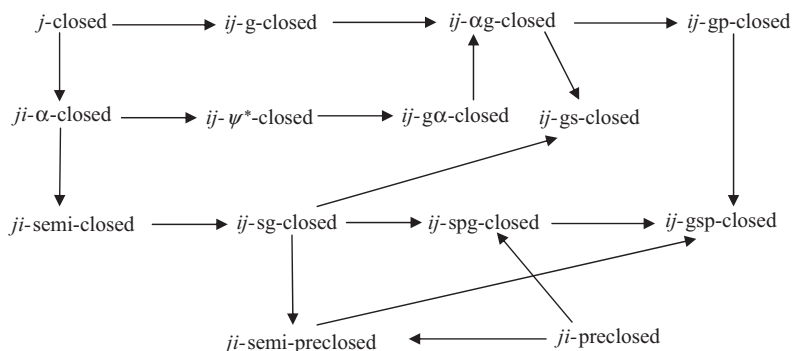 j-closed ij-g-closed ij-αg-closed ij-gp-closed
ji-α-closed ij-ψ*-closed ij-gα-closed ij-gs-closed
ji-semi-closed ij-sg-closed ij-spg-closed ij-gsp-closed
ji-semi-preclosed ji-preclosed